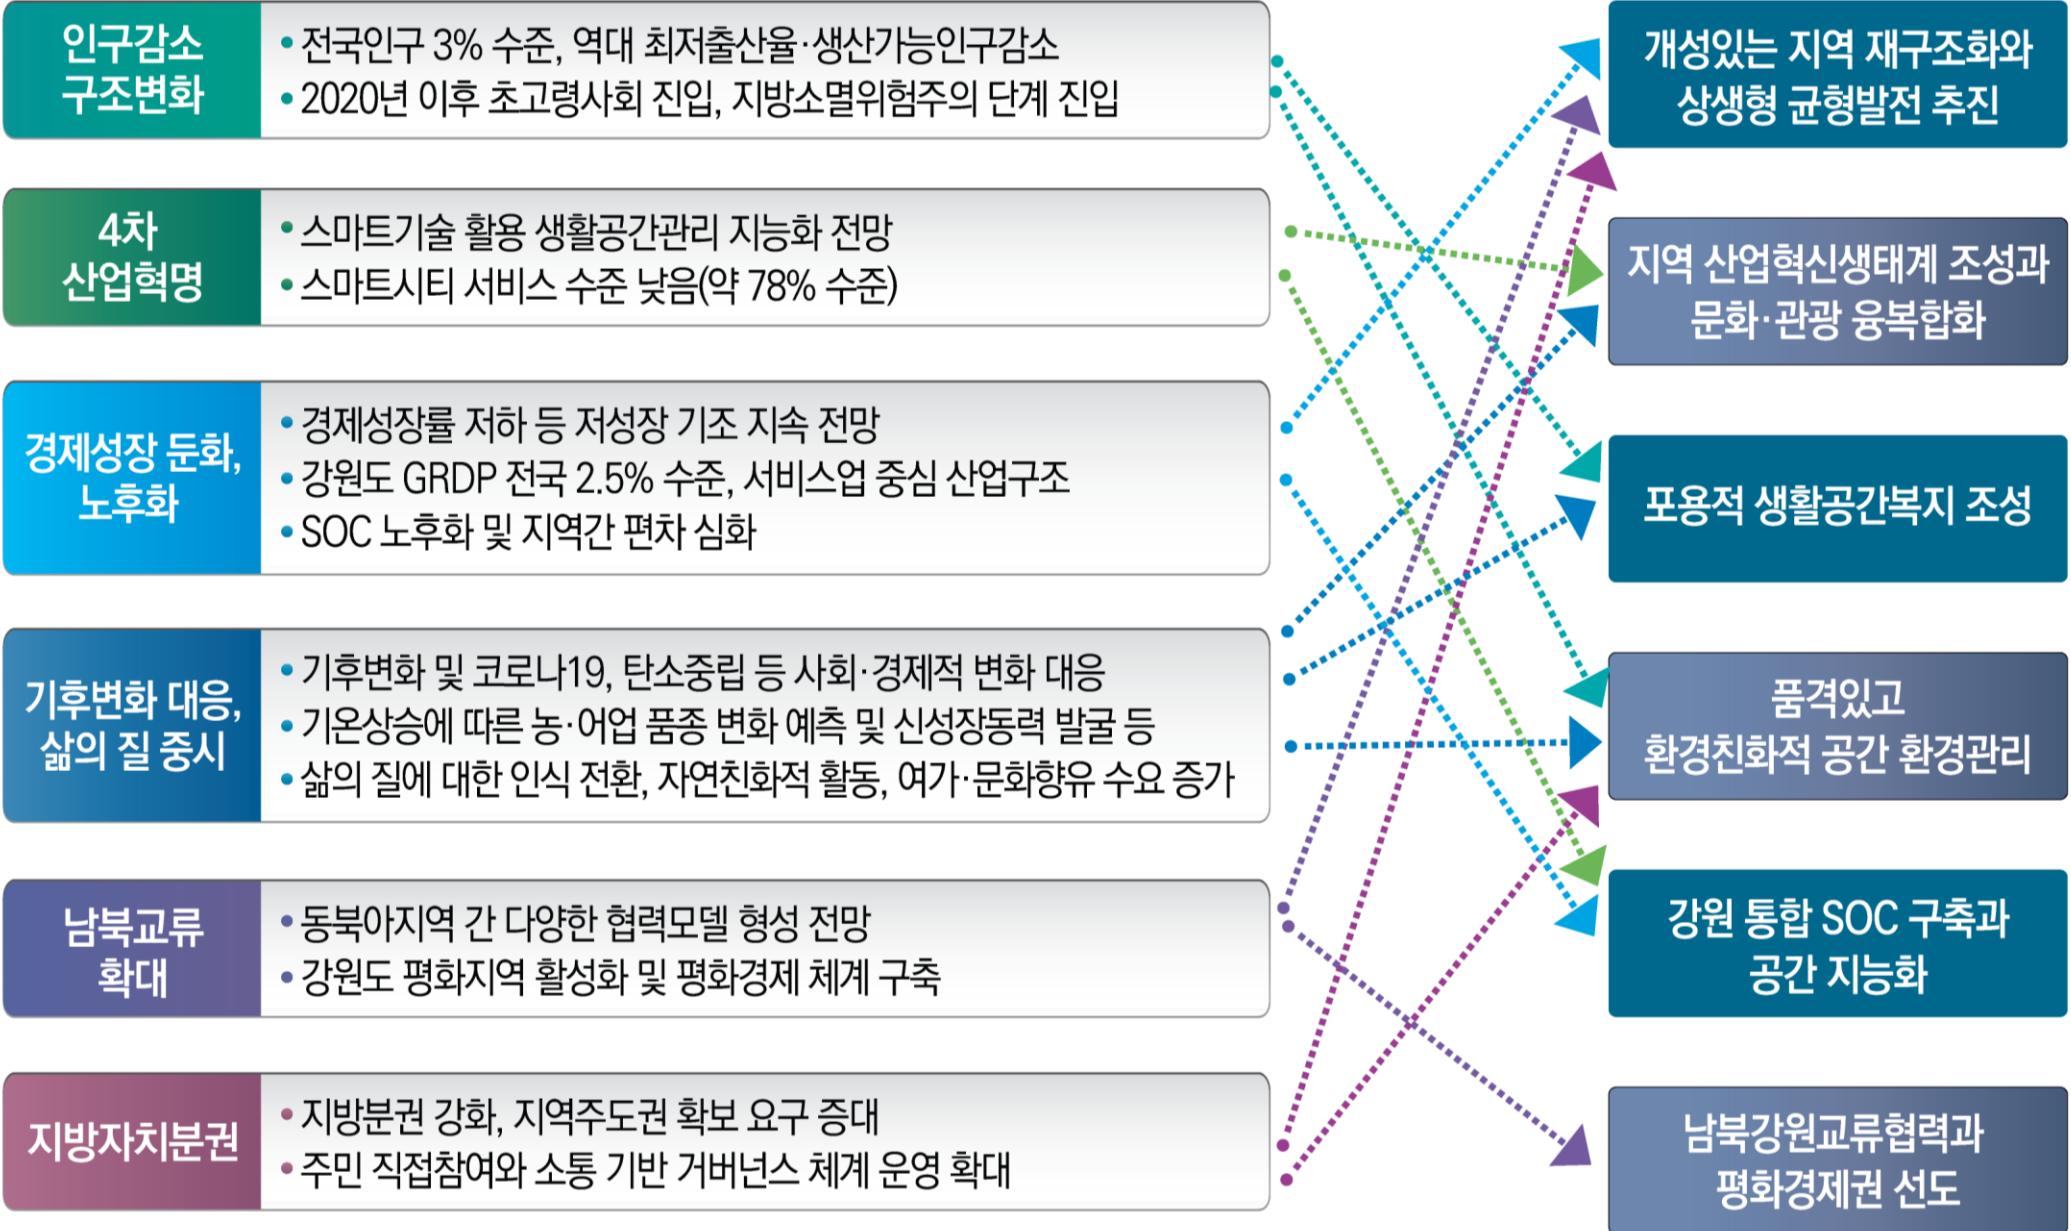 인구감소
구조변화
• 전국인구 3% 수준, 역대 최저출산율·생산가능인구감소
• 2020년 이후 초고령사회 진입, 지방소멸위험주의 단계 진입
4차
산업혁명
• 스마트기술 활용 생활공간관리 지능화 전망
• 스마트시티 서비스 수준 낮음(약 78% 수준)
경제성장 둔화,
노후화
• 경제성장률 저하 등 저성장 기조 지속 전망
• 강원도 GRDP 전국 2.5% 수준, 서비스업 중심 산업구조
• SOC 노후화 및 지역간 편차 심화
기후변화 대응,
삶의 질 중시
• 기후변화 및 코로나19, 탄소중립 등 사회·경제적 변화 대응
• 기온상승에 따른 농·어업 품종 변화 예측 및 신성장동력 발굴 등
• 삶의 질에 대한 인식 전환, 자연친화적 활동, 여가·문화향유 수요 증가
남북교류
확대
• 동북아지역 간 다양한 협력모델 형성 전망
• 강원도 평화지역 활성화 및 평화경제 체계 구축
지방자치분권
• 지방분권 강화, 지역주도권 확보 요구 증대
• 주민 직접참여와 소통 기반 거버넌스 체계 운영 확대
개성있는 지역 재구조화와
상생형 균형발전 추진
지역 산업혁신생태계 조성과
문화·관광 융복합화
포용적 생활공간복지 조성
품격있고
환경친화적 공간 환경관리
강원 통합 SOC 구축과
공간 지능화
남북강원교류협력과
평화경제권 선도